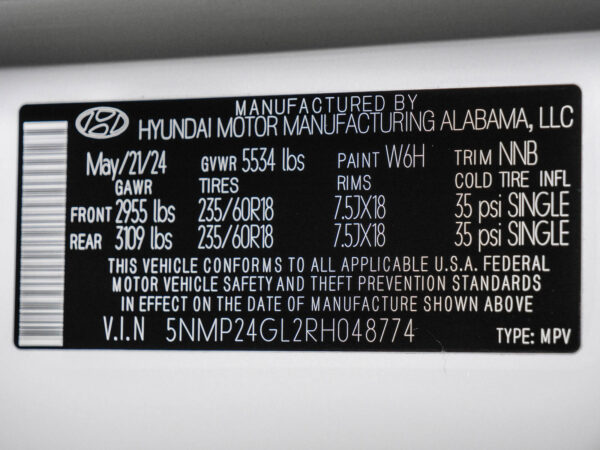 MANUFACTURED BY
HYUNDAI MOTOR MANUFACTURING ALABAMA, LLC
May/21/24 GVWR 5534 lbs PAINT W6H TRIM NNB
GAWR TIRES RIMS COLD TIRE INFL
FRONT 2955 lbs 235/60R18 7.5JX18 35 psi SINGLE
REAR 3109 lbs 235/60R18 7.5JX18 35 psi SINGLE
THIS VEHICLE CONFORMS TO ALL APPLICABLE U.S.A. FEDERAL
MOTOR VEHICLE SAFETY AND THEFT PREVENTION STANDARDS
IN EFFECT ON THE DATE OF MANUFACTURE SHOWN ABOVE
V.I.N 5NMP24GL2RH048774 TYPE: MPV